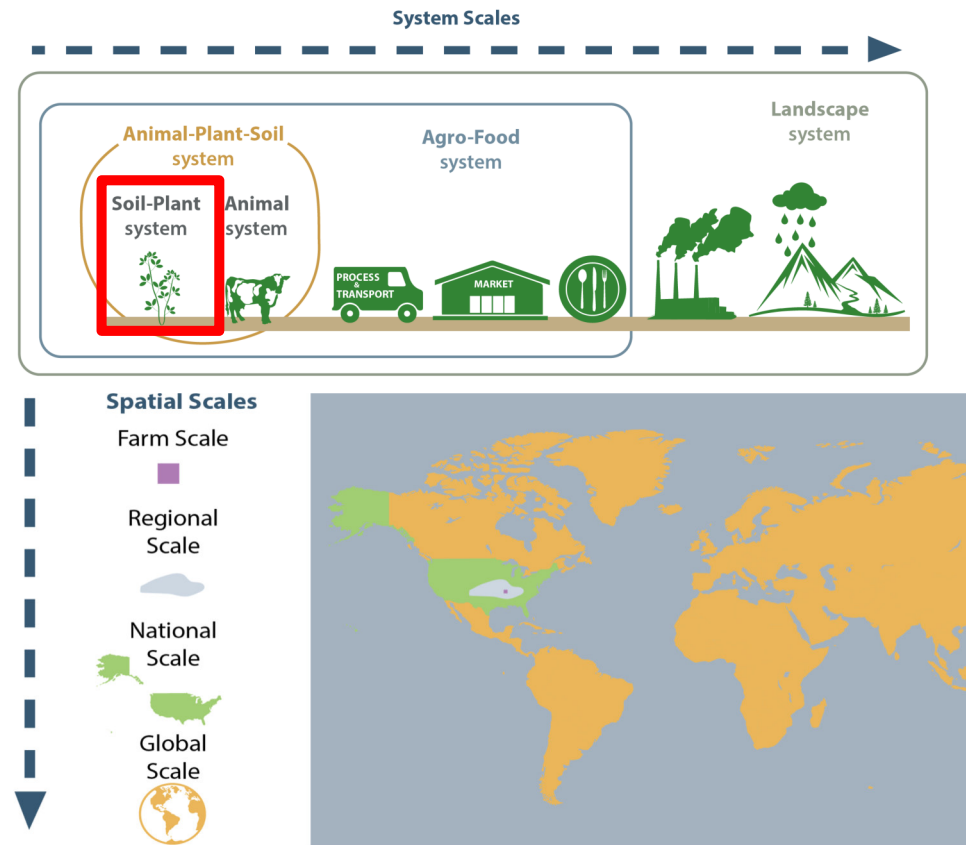 System Scales
Landscape
system
Animal-Plant-Soil
system
Agro-Food
system
Soil-Plant
system
Animal
system
PROCESS
&
TRANSPORT
MARKET
Spatial Scales
Farm Scale
Regional
Scale
National
Scale
Global
Scale